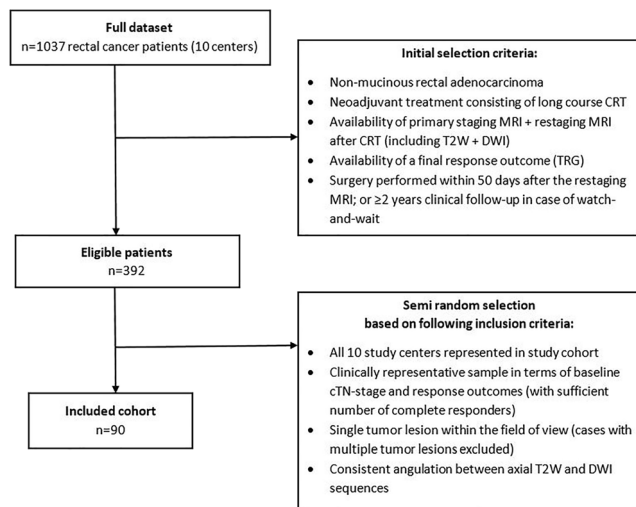 Full dataset
n=1037 rectal cancer patients (10 centers)
Initial selection criteria:
• Non-mucinous rectal adenocarcinoma
• Neoadjuvant treatment consisting of long course CRT
• Availability of primary staging MRI + restaging MRI
after CRT (including T2W + DWI)
• Availability of a final response outcome (TRG)
• Surgery performed within 50 days after the restaging
MRI; or ≥2 years clinical follow-up in case of watch-
and-wait
Eligible patients
n=392
Semi random selection
based on following inclusion criteria:
• All 10 study centers represented in study cohort
• Clinically representative sample in terms of baseline
cTN-stage and response outcomes (with sufficient
number of complete responders)
• Single tumor lesion within the field of view (cases with
multiple tumor lesions excluded)
• Consistent angulation between axial T2W and DWI
sequences
Included cohort
n=90